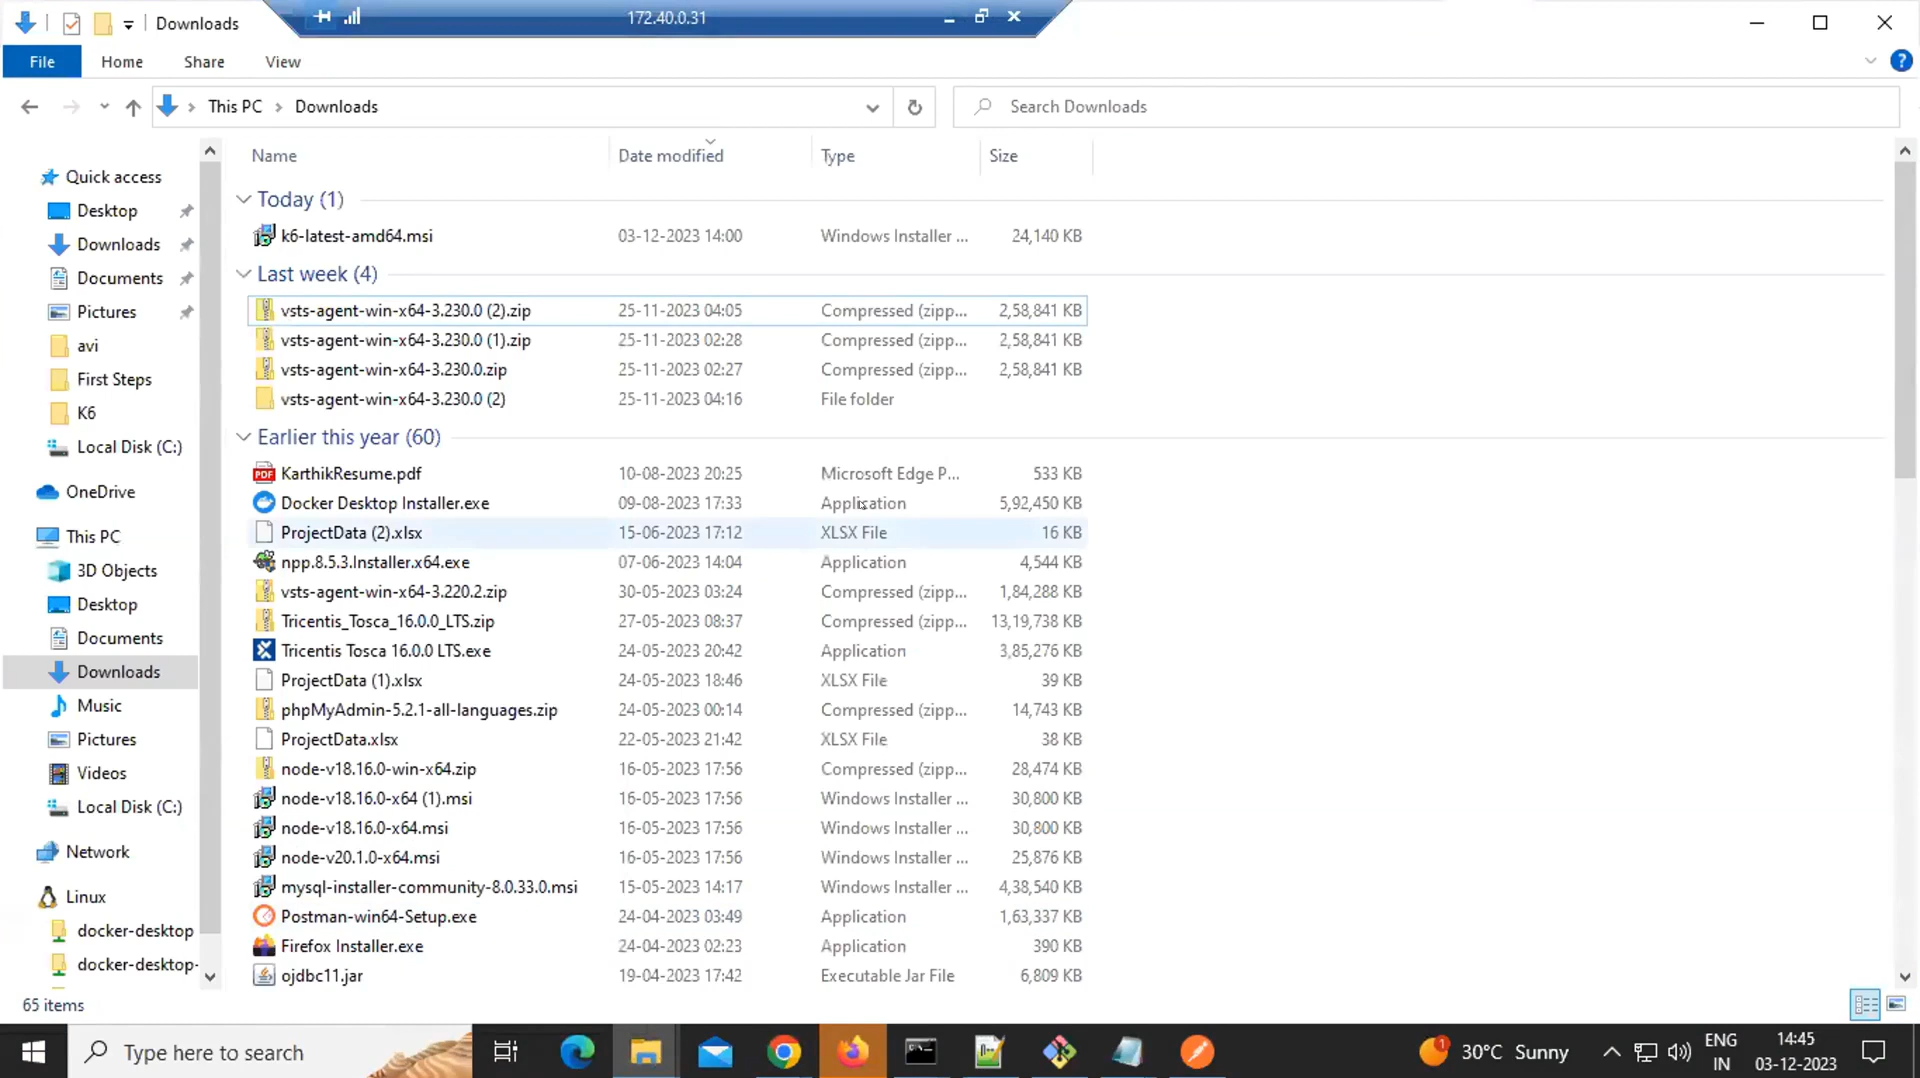 Downloads
172.40.0.31
File Home Share View
This PC Downloads
Search Downloads
Name Date modified Type Size
Quick access
Desktop
Downloads
Documents
Pictures
avi
First Steps
K6
Local Disk (C:)
OneDrive
This PC
3D Objects
Desktop
Documents
Downloads
Music
Pictures
Videos
Local Disk (C:)
Network
Linux
docker-desktop
docker-desktop-
Today (1)
k6-latest-amd64.msi 03-12-2023 14:00 Windows Installer ... 24,140 KB
Last week (4)
vsts-agent-win-x64-3.230.0 (2).zip 25-11-2023 04:05 Compressed (zipp... 2,58,841 KB
vsts-agent-win-x64-3.230.0 (1).zip 25-11-2023 02:28 Compressed (zipp... 2,58,841 KB
vsts-agent-win-x64-3.230.0.zip 25-11-2023 02:27 Compressed (zipp... 2,58,841 KB
vsts-agent-win-x64-3.230.0 (2) 25-11-2023 04:16 File folder
Earlier this year (60)
KarthikResume.pdf 10-08-2023 20:25 Microsoft Edge P... 533 KB
Docker Desktop Installer.exe 09-08-2023 17:33 Application 5,92,450 KB
ProjectData (2).xlsx 15-06-2023 17:12 XLSX File 16 KB
npp.8.5.3.Installer.x64.exe 07-06-2023 14:04 Application 4,544 KB
vsts-agent-win-x64-3.220.2.zip 30-05-2023 03:24 Compressed (zipp... 1,84,288 KB
Tricentis_Tosca_16.0.0_LTS.zip 27-05-2023 08:37 Compressed (zipp... 13,19,738 KB
Tricentis Tosca 16.0.0 LTS.exe 24-05-2023 20:42 Application 3,85,276 KB
ProjectData (1).xlsx 24-05-2023 18:46 XLSX File 39 KB
phpMyAdmin-5.2.1-all-languages.zip 24-05-2023 00:14 Compressed (zipp... 14,743 KB
ProjectData.xlsx 22-05-2023 21:42 XLSX File 38 KB
node-v18.16.0-win-x64.zip 16-05-2023 17:56 Compressed (zipp... 28,474 KB
node-v18.16.0-x64 (1).msi 16-05-2023 17:56 Windows Installer ... 30,800 KB
node-v18.16.0-x64.msi 16-05-2023 17:56 Windows Installer ... 30,800 KB
node-v20.1.0-x64.msi 16-05-2023 17:56 Windows Installer ... 25,876 KB
mysql-installer-community-8.0.33.0.msi 15-05-2023 14:17 Windows Installer ... 4,38,540 KB
Postman-win64-Setup.exe 24-04-2023 03:49 Application 1,63,337 KB
Firefox Installer.exe 24-04-2023 02:23 Application 390 KB
ojdbc11.jar 19-04-2023 17:42 Executable Jar File 6,809 KB
65 items
Type here to search
30°C Sunny
ENG
IN
14:45
03-12-2023